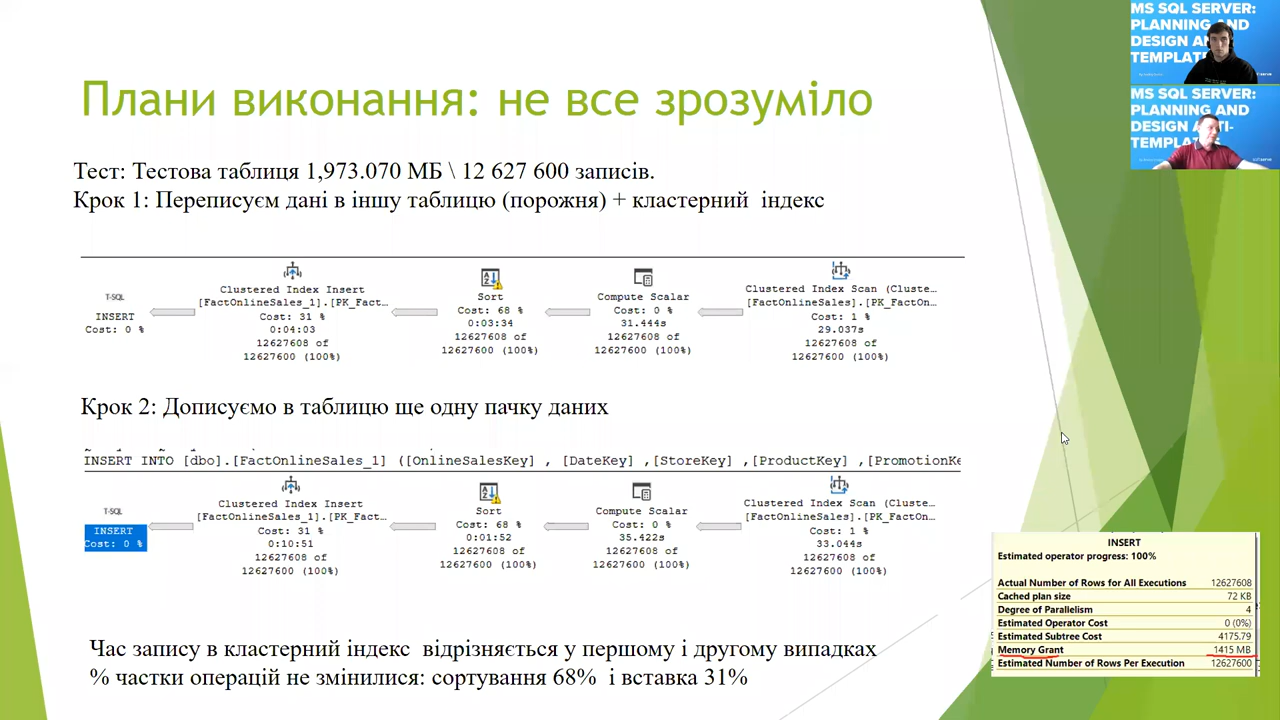 Плани виконання: не все зрозуміло
Тест: Тестова таблиця 1,973.070 МБ \ 12 627 600 записів.
Крок 1: Переписуєм дані в іншу таблицю (порожня) + кластерний індекс
T-SQL
INSERT
Cost: 0 %
Clustered Index Insert
[FactOnlineSales_1].[PK_Fact…
Cost: 31 %
0:04:03
12627608 of
12627600 (100%)
Sort
Cost: 68 %
0:03:34
12627608 of
12627600 (100%)
Compute Scalar
Cost: 0 %
31.444s
12627608 of
12627600 (100%)
Clustered Index Scan (Cluste…
[FactOnlineSales].[PK_FactOn…
Cost: 1 %
29.037s
12627608 of
12627600 (100%)
Крок 2: Дописуємо в таблицю ще одну пачку даних
INSERT INTO [dbo].[FactOnlineSales_1] ([OnlineSalesKey] , [DateKey] ,[StoreKey] ,[ProductKey] ,[PromotionKe
T-SQL
INSERT
Cost: 0 %
Clustered Index Insert
[FactOnlineSales_1].[PK_Fact…
Cost: 31 %
0:10:51
12627608 of
12627600 (100%)
Sort
Cost: 68 %
0:01:52
12627608 of
12627600 (100%)
Compute Scalar
Cost: 0 %
35.422s
12627608 of
12627600 (100%)
Clustered Index Scan (Cluste…
[FactOnlineSales].[PK_FactOn…
Cost: 1 %
33.044s
12627608 of
12627600 (100%)
Час запису в кластерний індекс відрізняється у першому і другому випадках
% частки операцій не змінилися: сортування 68% і вставка 31%
MS SQL SERVER:
PLANNING AND
DESIGN
TEMPLAT
MS SQL SERVER:
PLANNING AND
DESIGN
TEMPLAT
INSERT
Estimated operator progress: 100%
Actual Number of Rows for All Executions 12627608
Cached plan size 72 KB
Degree of Parallelism 4
Estimated Operator Cost 0 (0%)
Estimated Subtree Cost 4175.79
Memory Grant 1415 MB
Estimated Number of Rows Per Execution 12627600